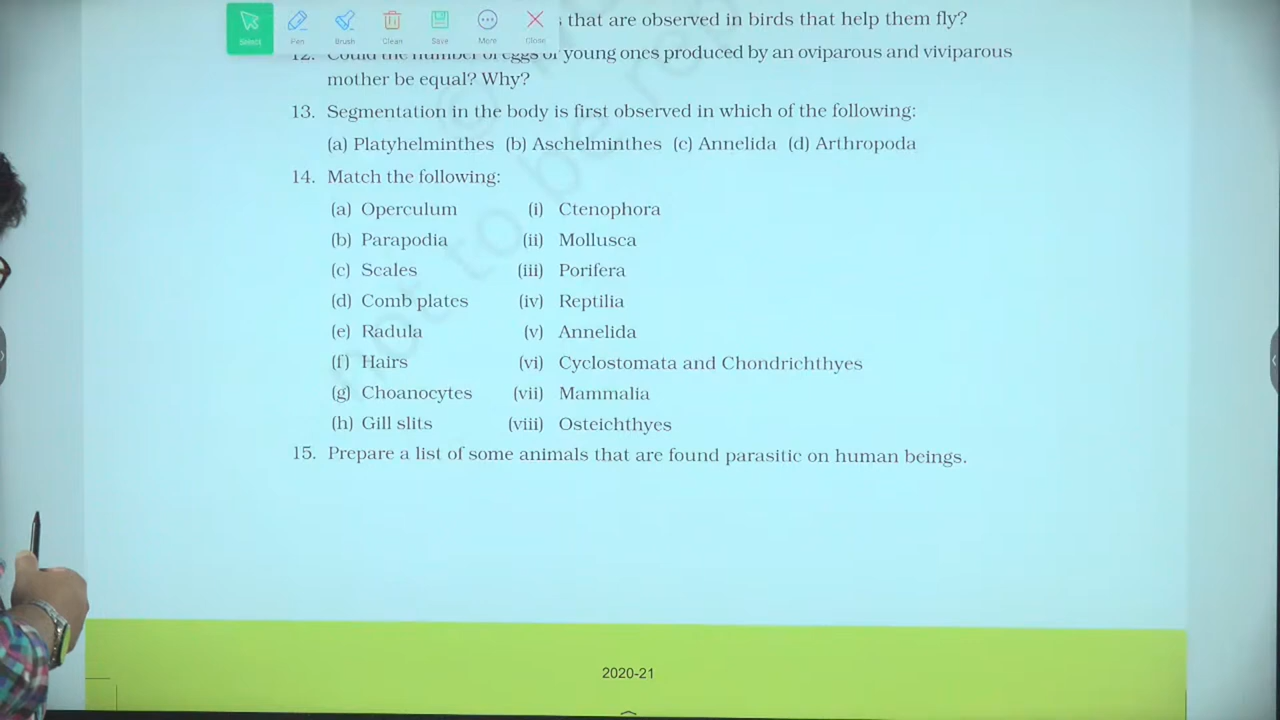 Select Pen Brush Clean Save More Close
that are observed in birds that help them fly?
12. Could the number of eggs or young ones produced by an oviparous and viviparous
mother be equal? Why?
13. Segmentation in the body is first observed in which of the following:
(a) Platyhelminthes (b) Aschelminthes (c) Annelida (d) Arthropoda
14. Match the following:
(a) Operculum (i) Ctenophora
(b) Parapodia (ii) Mollusca
(c) Scales (iii) Porifera
(d) Comb plates (iv) Reptilia
(e) Radula (v) Annelida
(f) Hairs (vi) Cyclostomata and Chondrichthyes
(g) Choanocytes (vii) Mammalia
(h) Gill slits (viii) Osteichthyes
15. Prepare a list of some animals that are found parasitic on human beings.
2020-21